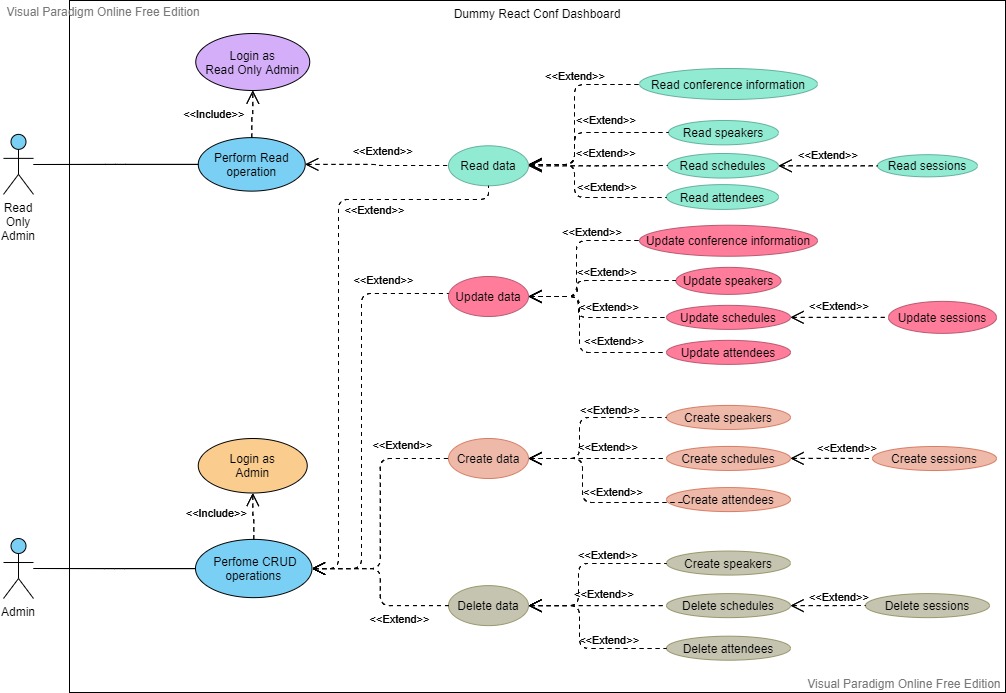 Visual Paradigm Online Free Edition
Dummy React Conf Dashboard
Login as
Read Only Admin
<<Include>>
Perform Read
operation
Read
Only
Admin
<<Extend>>
Read data
<<Extend>>
<<Extend>>
Read conference information
<<Extend>>
Read speakers
<<Extend>>
Read schedules
<<Extend>>
Read sessions
<<Extend>>
Read attendees
<<Extend>>
Update data
<<Extend>>
Update conference information
<<Extend>>
Update speakers
<<Extend>>
Update schedules
<<Extend>>
Update sessions
<<Extend>>
Update attendees
Login as
Admin
<<Include>>
Perfome CRUD
operations
Admin
<<Extend>>
Create data
<<Extend>>
Create speakers
<<Extend>>
Create schedules
<<Extend>>
Create sessions
<<Extend>>
Create attendees
<<Extend>>
Delete data
<<Extend>>
Create speakers
<<Extend>>
Delete schedules
<<Extend>>
Delete sessions
<<Extend>>
Delete attendees
Visual Paradigm Online Free Edition